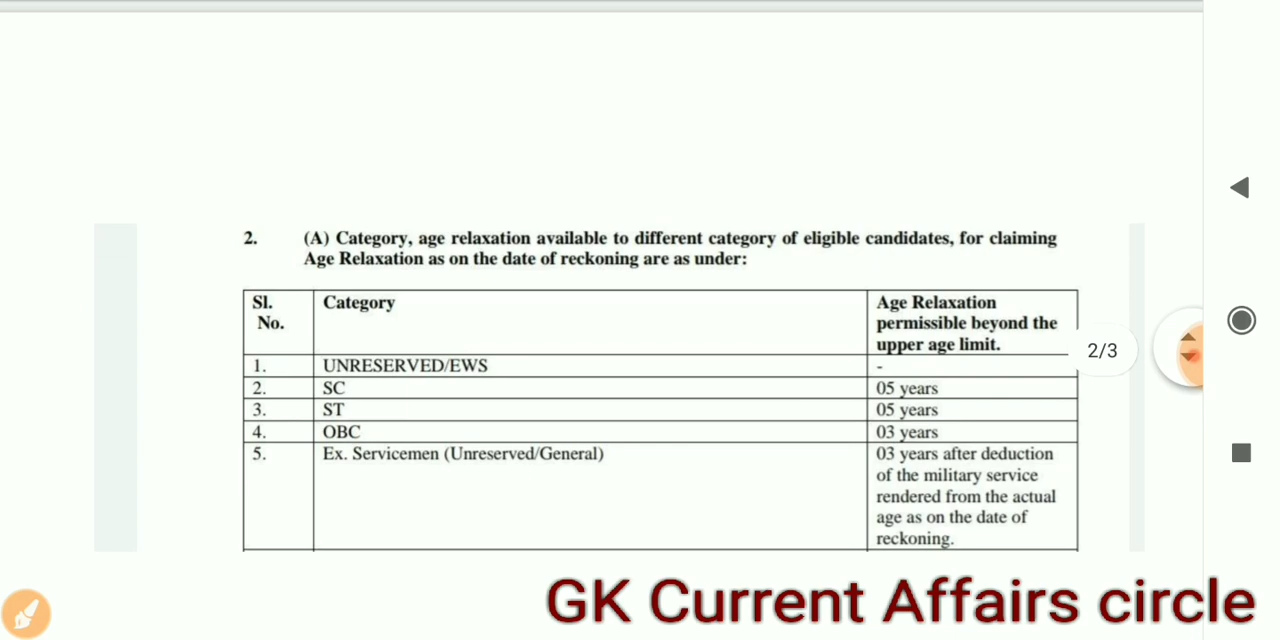 2. (A) Category, age relaxation available to different category of eligible candidates, for claiming
Age Relaxation as on the date of reckoning are as under:
Sl. No. Category Age Relaxation permissible beyond the upper age limit.
1. UNRESERVED/EWS -
2. SC 05 years
3. ST 05 years
4. OBC 03 years
5. Ex. Servicemen (Unreserved/General) 03 years after deduction
of the military service
rendered from the actual
age as on the date of
reckoning.
2/3
GK Current Affairs circle